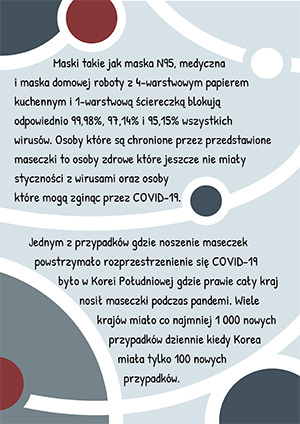 Maski takie jak maska N95, medyczna
i maska domowej roboty z 4-warstwowym papierem
kuchennym i 1-warstwową ściereczką blokują
odpowiednio 99,98%, 97,14% i 95,15% wszystkich
wirusów. Osoby które są chronione przez przedstawione
maseczki to osoby zdrowe które jeszcze nie miały
styczności z wirusami oraz osoby
które mogą zginąc przez COVID-19.
Jednym z przypadków gdzie noszenie maseczek
powstrzymało rozprzestrzenienie się COVID-19
było w Korei Południowej gdzie prawie cały kraj
nosił maseczki podczas pandemi. Wiele
krajów miało co najmniej 1 000 nowych
przypadków dziennie kiedy Korea
miała tylko 100 nowych
przypadków.